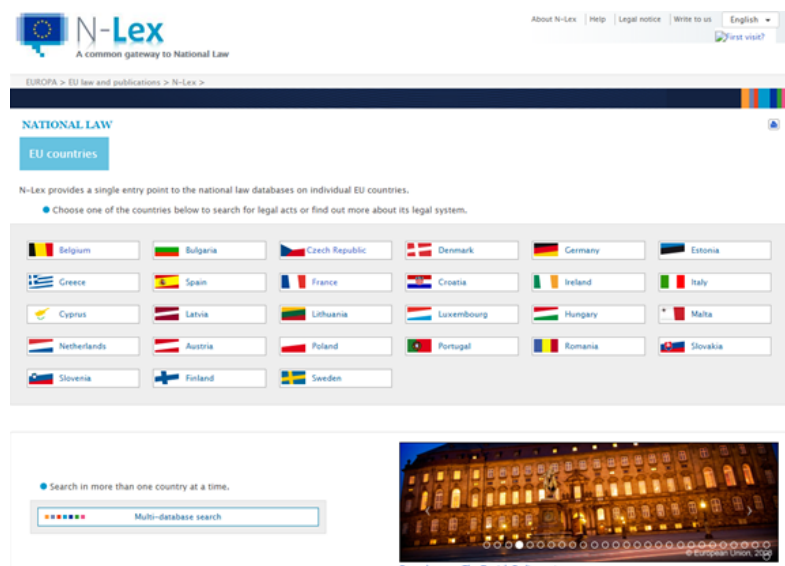 About N-Lex | Help | Legal notice | Write to us English
First visit?
N-Lex
A common gateway to National Law
EUROPA > EU law and publications > N-Lex >
NATIONAL LAW
EU countries
N-Lex provides a single entry point to the national law databases on individual EU countries.
Choose one of the countries below to search for legal acts or find out more about its legal system.
Belgium Bulgaria Czech Republic Denmark Germany Estonia
Greece Spain France Croatia Ireland Italy
Cyprus Latvia Lithuania Luxembourg Hungary Malta
Netherlands Austria Poland Portugal Romania Slovakia
Slovenia Finland Sweden
Search in more than one country at a time.
Multi-database search
© European Union,